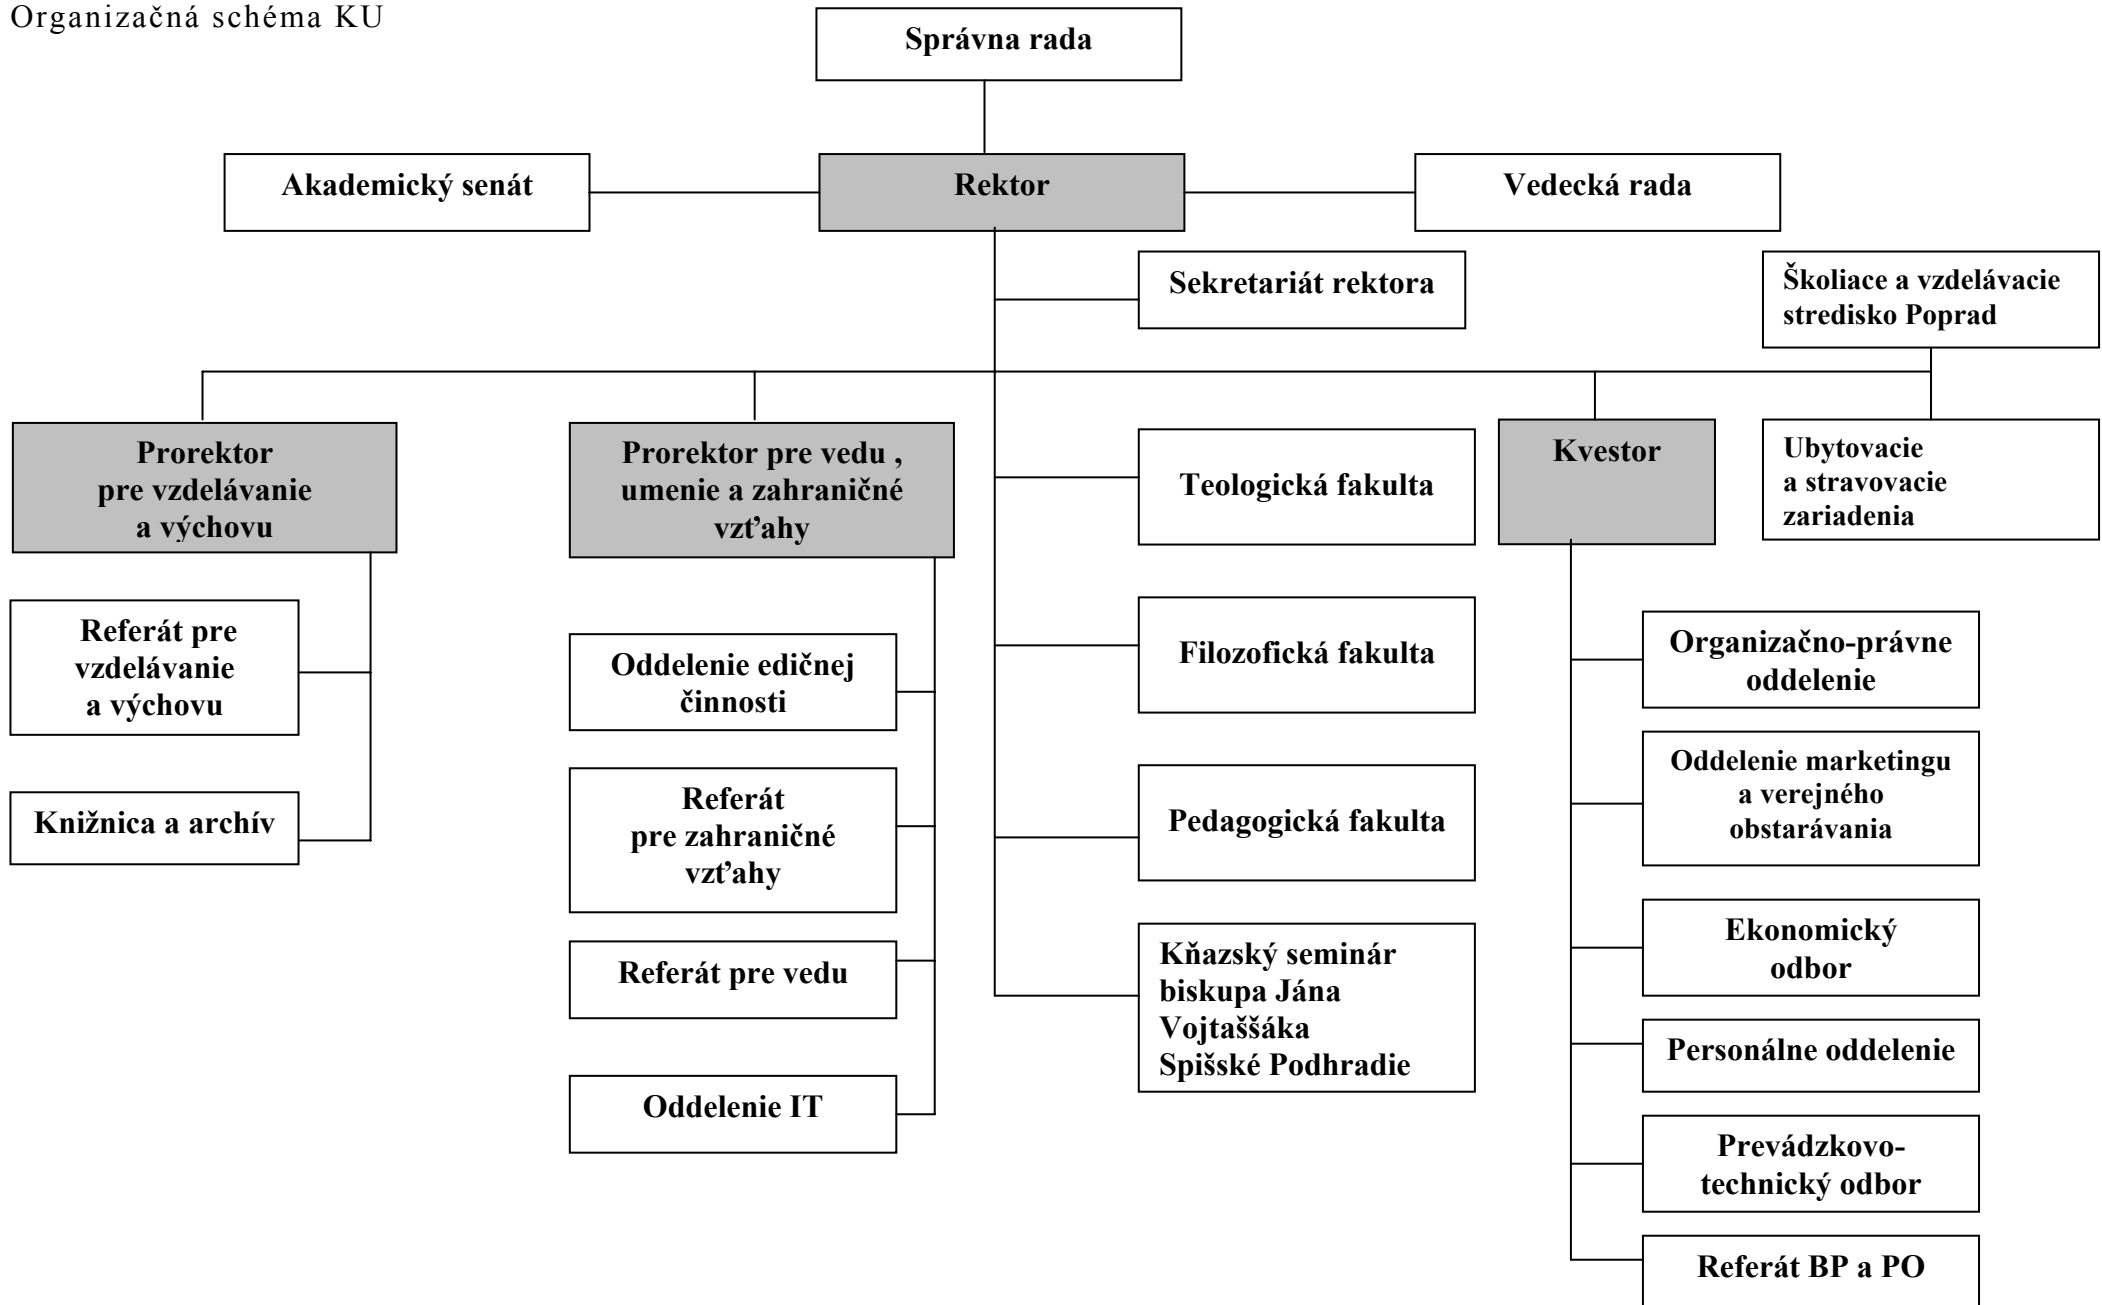 Organizačná schéma KU
Správna rada
Akademický senát
Rektor
Vedecká rada
Sekretariát rektora
Školiace a vzdelávacie
stredisko Poprad
Prorektor
pre vzdelávanie
a výchovu
Prorektor pre vedu ,
umenie a zahraničné
vzťahy
Teologická fakulta
Kvestor
Ubytovacie
a stravovacie
zariadenia
Referát pre
vzdelávanie
a výchovu
Knižnica a archív
Oddelenie edičnej
činnosti
Referát
pre zahraničné
vzťahy
Referát pre vedu
Oddelenie IT
Filozofická fakulta
Pedagogická fakulta
Kňazský seminár
biskupa Jána
Vojtaššáka
Spišské Podhradie
Organizačno-právne
oddelenie
Oddelenie marketingu
a verejného
obstarávania
Ekonomický
odbor
Personálne oddelenie
Prevádzkovo-
technický odbor
Referát BP a PO